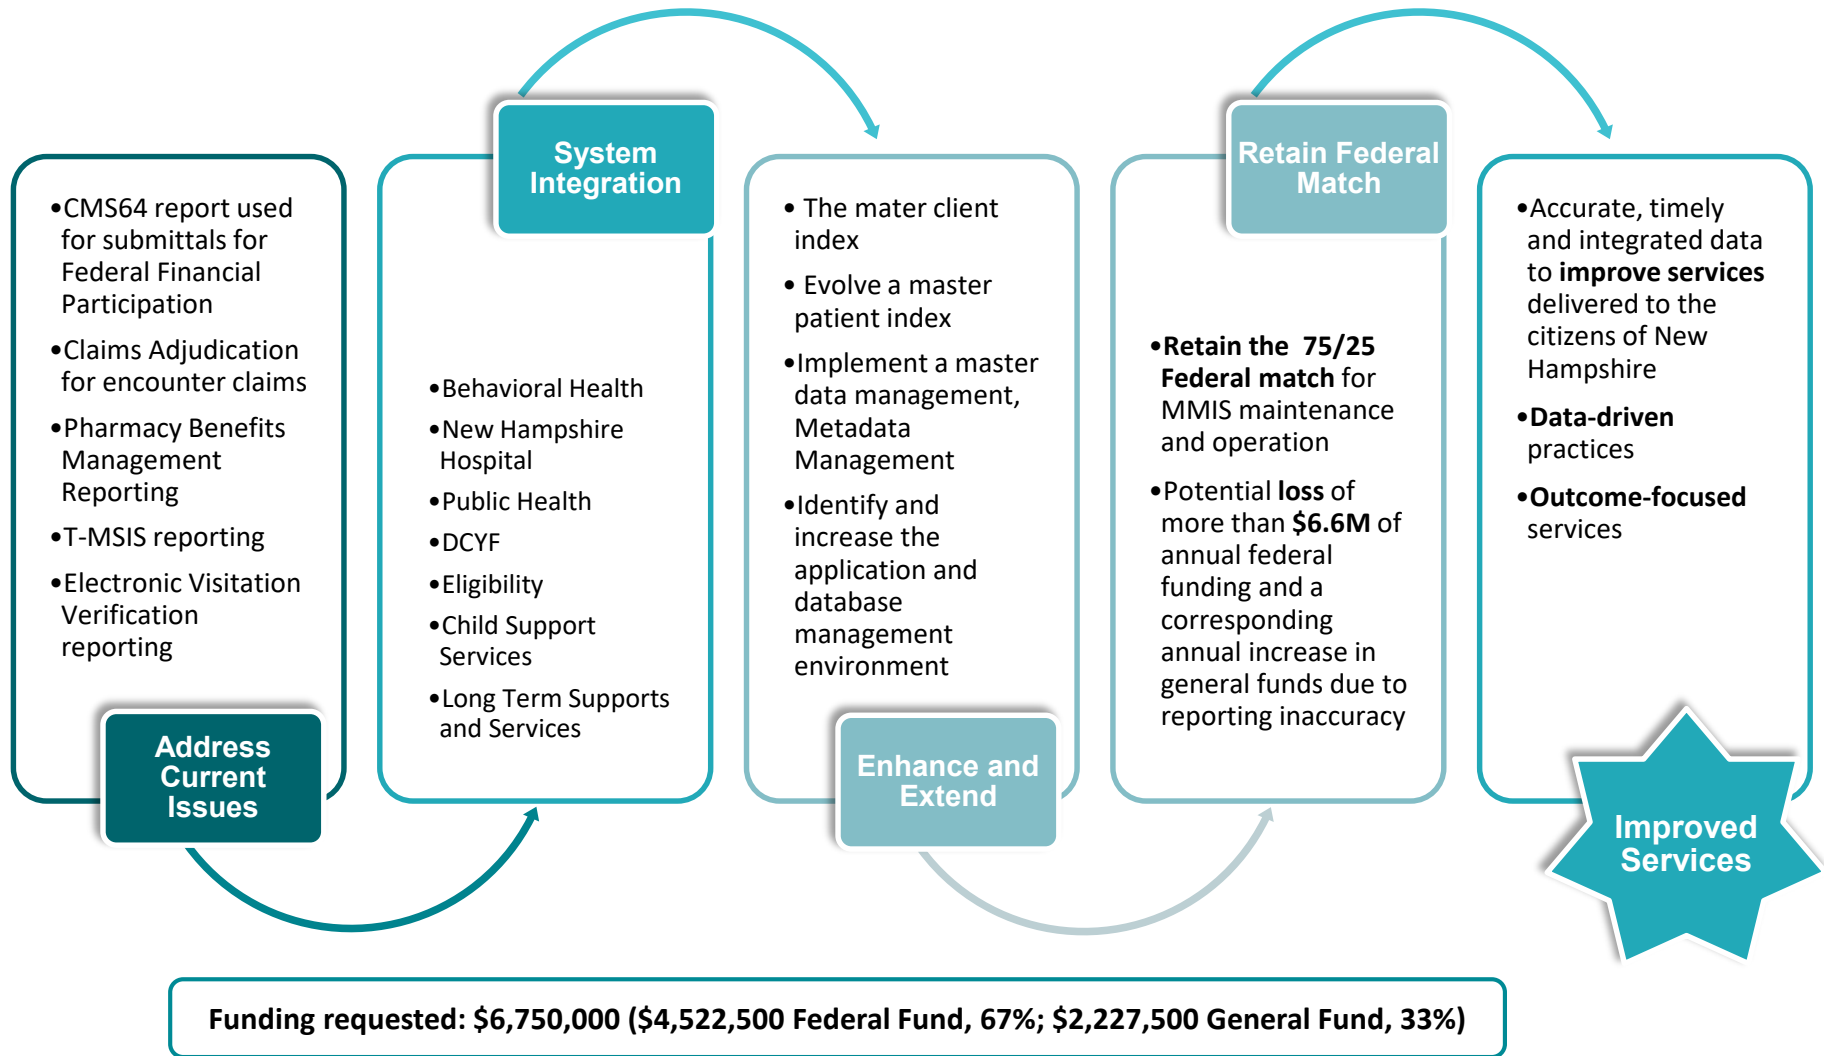 •CMS64 report used
for submittals for
Federal Financial
Participation
•Claims Adjudication
for encounter claims
•Pharmacy Benefits
Management
Reporting
•T-MSIS reporting
•Electronic Visitation
Verification
reporting
Address
Current
Issues
System
Integration
•Behavioral Health
•New Hampshire
Hospital
•Public Health
•DCYF
•Eligibility
•Child Support
Services
•Long Term Supports
and Services
• The mater client
index
• Evolve a master
patient index
•Implement a master
data management,
Metadata
Management
•Identify and
increase the
application and
database
management
environment
Enhance and
Extend
Retain Federal
Match
•Retain the 75/25
Federal match for
MMIS maintenance
and operation
•Potential loss of
more than $6.6M of
annual federal
funding and a
corresponding
annual increase in
general funds due to
reporting inaccuracy
•Accurate, timely
and integrated data
to improve services
delivered to the
citizens of New
Hampshire
•Data-driven
practices
•Outcome-focused
services
Improved
Services
Funding requested: $6,750,000 ($4,522,500 Federal Fund, 67%; $2,227,500 General Fund, 33%)